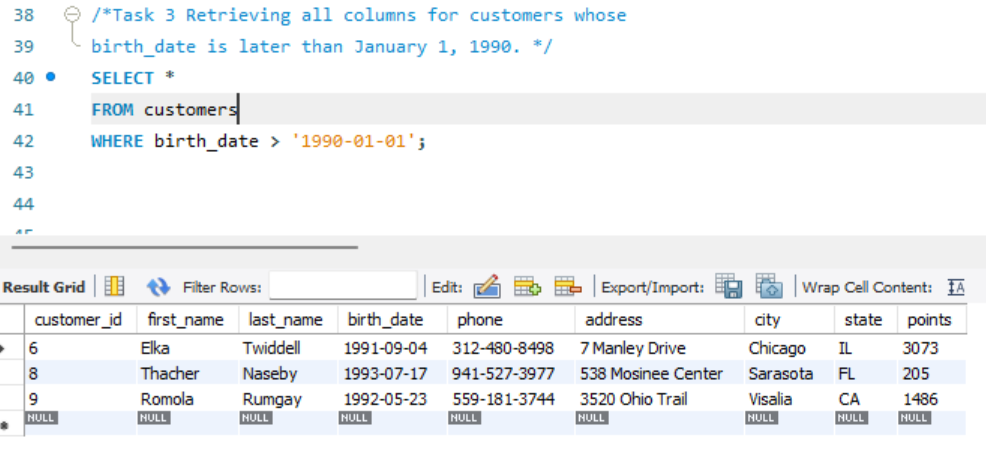 38 /*Task 3 Retrieving all columns for customers whose
39 birth_date is later than January 1, 1990. */
40 SELECT *
41 FROM customers
42 WHERE birth_date > '1990-01-01';
43
44
Result Grid Filter Rows: Edit: Export/Import: Wrap Cell Content: IA
customer_id first_name last_name birth_date phone address city state points
6 Elka Twiddell 1991-09-04 312-480-8498 7 Manley Drive Chicago IL 3073
8 Thacher Naseby 1993-07-17 941-527-3977 538 Mosinee Center Sarasota FL 205
9 Romola Rumgay 1992-05-23 559-181-3744 3520 Ohio Trail Visalia CA 1486
NULL NULL NULL NULL NULL NULL NULL NULL NULL